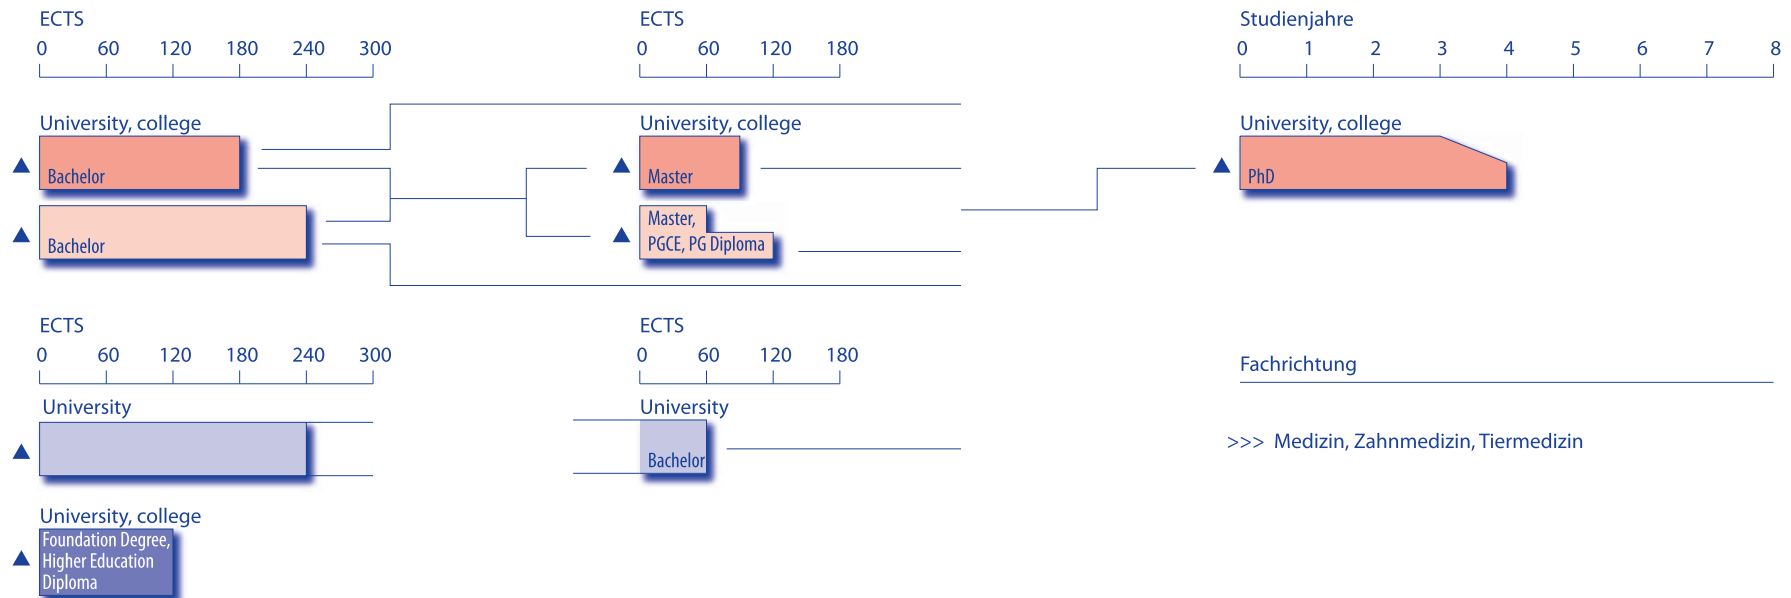 ECTS
0 60 120 180 240 300
ECTS
0 60 120 180
Studienjahre
0 1 2 3 4 5 6 7 8
University, college
Bachelor
Bachelor
University, college
Master
Master,
PGCE, PG Diploma
University, college
PhD
ECTS
0 60 120 180 240 300
ECTS
0 60 120 180
Fachrichtung
University
University
Bachelor
>>> Medizin, Zahnmedizin, Tiermedizin
University, college
Foundation Degree,
Higher Education
Diploma